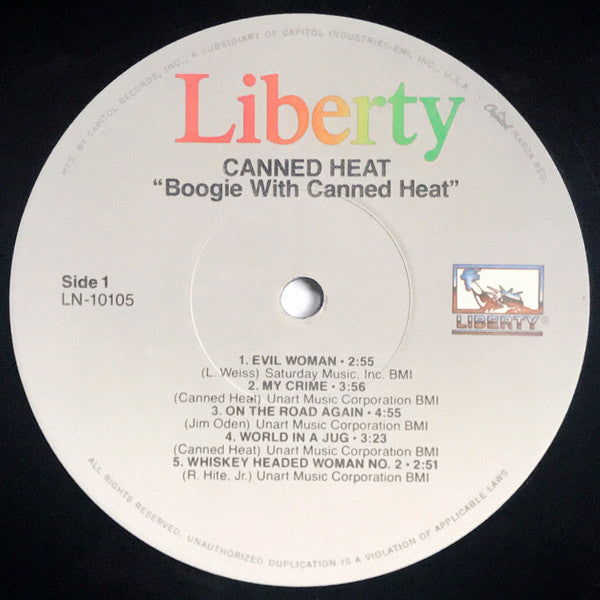 MFD. BY CAPITOL RECORDS, INC., A SUBSIDIARY OF CAPITOL INDUSTRIES-EMI, INC., U.S.A. Capitol MARCA REG.
Liberty
CANNED HEAT
“Boogie With Canned Heat”
Side 1
LN-10105
LIBERTY®
1. EVIL WOMAN • 2:55
(L. Weiss) Saturday Music, Inc. BMI
2. MY CRIME • 3:56
(Canned Heat) Unart Music Corporation BMI
3. ON THE ROAD AGAIN • 4:55
(Jim Oden) Unart Music Corporation BMI
4. WORLD IN A JUG • 3:23
(Canned Heat) Unart Music Corporation BMI
5. WHISKEY HEADED WOMAN NO. 2 • 2:51
(R. Hite, Jr.) Unart Music Corporation BMI
ALL RIGHTS RESERVED. UNAUTHORIZED DUPLICATION IS A VIOLATION OF APPLICABLE LAWS